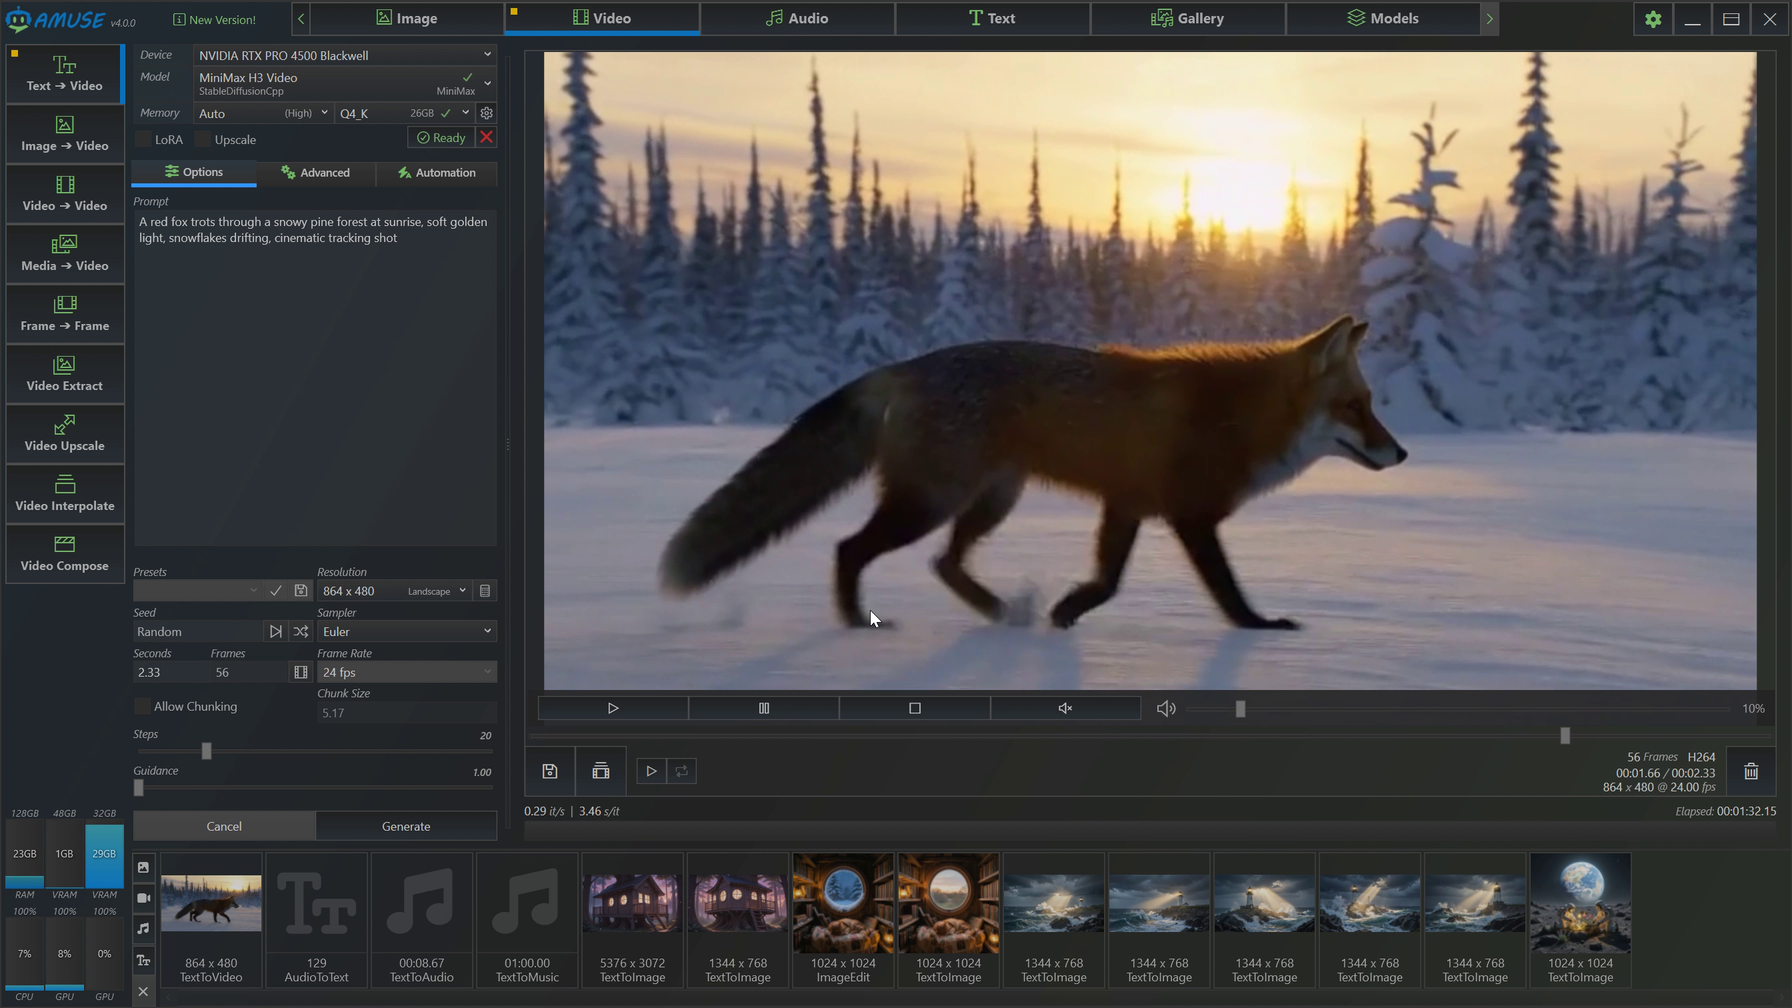 AMUSE v4.0.0
New Version!
Image
Video
Audio
Text
Gallery
Models
Text → Video
Image → Video
Video → Video
Media → Video
Frame → Frame
Video Extract
Video Upscale
Video Interpolate
Video Compose
Device
NVIDIA RTX PRO 4500 Blackwell
Model
MiniMax H3 Video
StableDiffusionCpp
MiniMax
Memory
Auto
(High)
Q4_K
26GB
LoRA
Upscale
Ready
Options
Advanced
Automation
Prompt
A red fox trots through a snowy pine forest at sunrise, soft golden
light, snowflakes drifting, cinematic tracking shot
Presets
Resolution
864 x 480
Landscape
Seed
Sampler
Random
Euler
Seconds
Frames
Frame Rate
2.33
56
24 fps
Chunk Size
Allow Chunking
5.17
Steps
20
Guidance
1.00
Cancel
Generate
10%
56 Frames H264
00:01.66 / 00:02.33
864 x 480 @ 24.00 fps
0.29 it/s | 3.46 s/it
Elapsed: 00:01:32.15
128GB
48GB
32GB
23GB
1GB
29GB
RAM
VRAM
VRAM
100%
100%
100%
7%
8%
0%
CPU
GPU
GPU
864 x 480
TextToVideo
129
AudioToText
00:08.67
TextToAudio
01:00.00
TextToMusic
5376 x 3072
TextToImage
1344 x 768
TextToImage
1024 x 1024
ImageEdit
1024 x 1024
TextToImage
1344 x 768
TextToImage
1344 x 768
TextToImage
1344 x 768
TextToImage
1344 x 768
TextToImage
1344 x 768
TextToImage
1024 x 1024
TextToImage